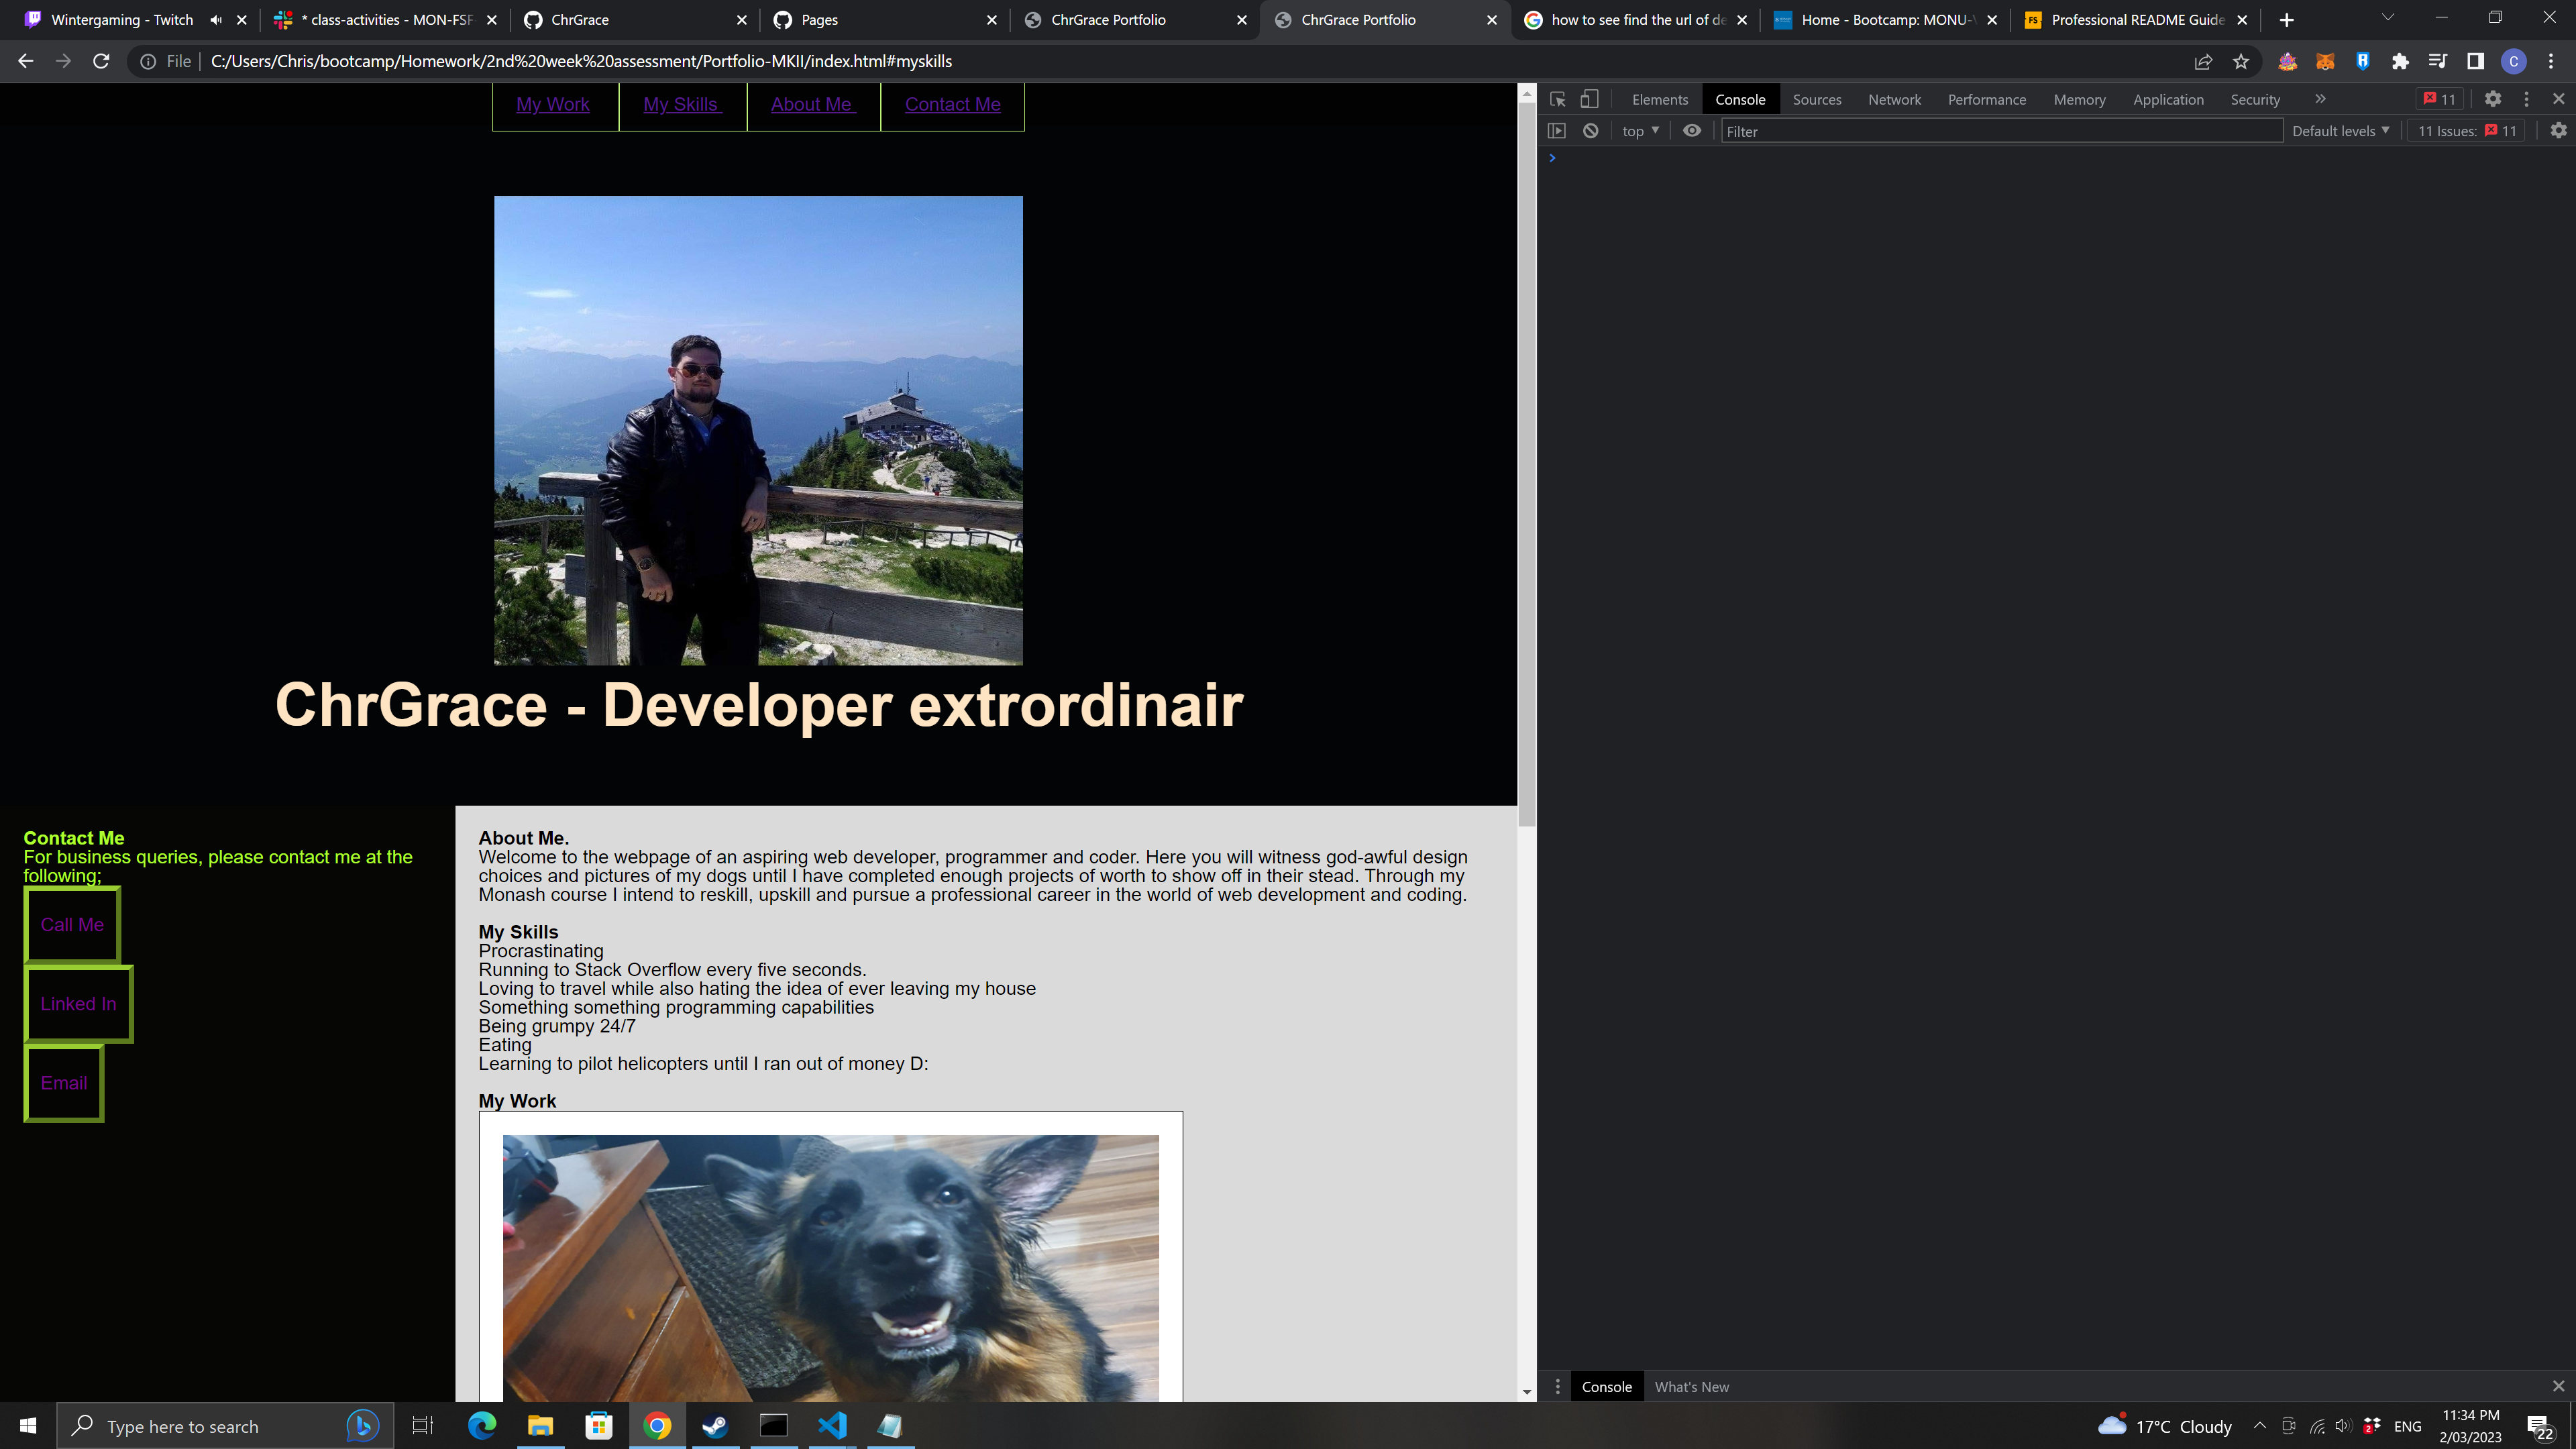 Wintergaming - Twitch
* class-activities - MON-FSF
ChrGrace
Pages
ChrGrace Portfolio
ChrGrace Portfolio
how to see find the url of de
Home - Bootcamp: MONU-V
Professional README Guide
File
C:/Users/Chris/bootcamp/Homework/2nd%20week%20assessment/Portfolio-MKII/index.html#myskills
C
My Work
My Skills
About Me
Contact Me
Elements
Console
Sources
Network
Performance
Memory
Application
Security
11
top
Filter
Default levels
11 Issues:
11
ChrGrace - Developer extrordinair
Contact Me
For business queries, please contact me at the
following;
Call Me
Linked In
Email
About Me.
Welcome to the webpage of an aspiring web developer, programmer and coder. Here you will witness god-awful design
choices and pictures of my dogs until I have completed enough projects of worth to show off in their stead. Through my
Monash course I intend to reskill, upskill and pursue a professional career in the world of web development and coding.
My Skills
Procrastinating
Running to Stack Overflow every five seconds.
Loving to travel while also hating the idea of ever leaving my house
Something something programming capabilities
Being grumpy 24/7
Eating
Learning to pilot helicopters until I ran out of money D:
My Work
Console
What's New
Type here to search
17°C Cloudy
2
ENG
11:34 PM
2/03/2023
22